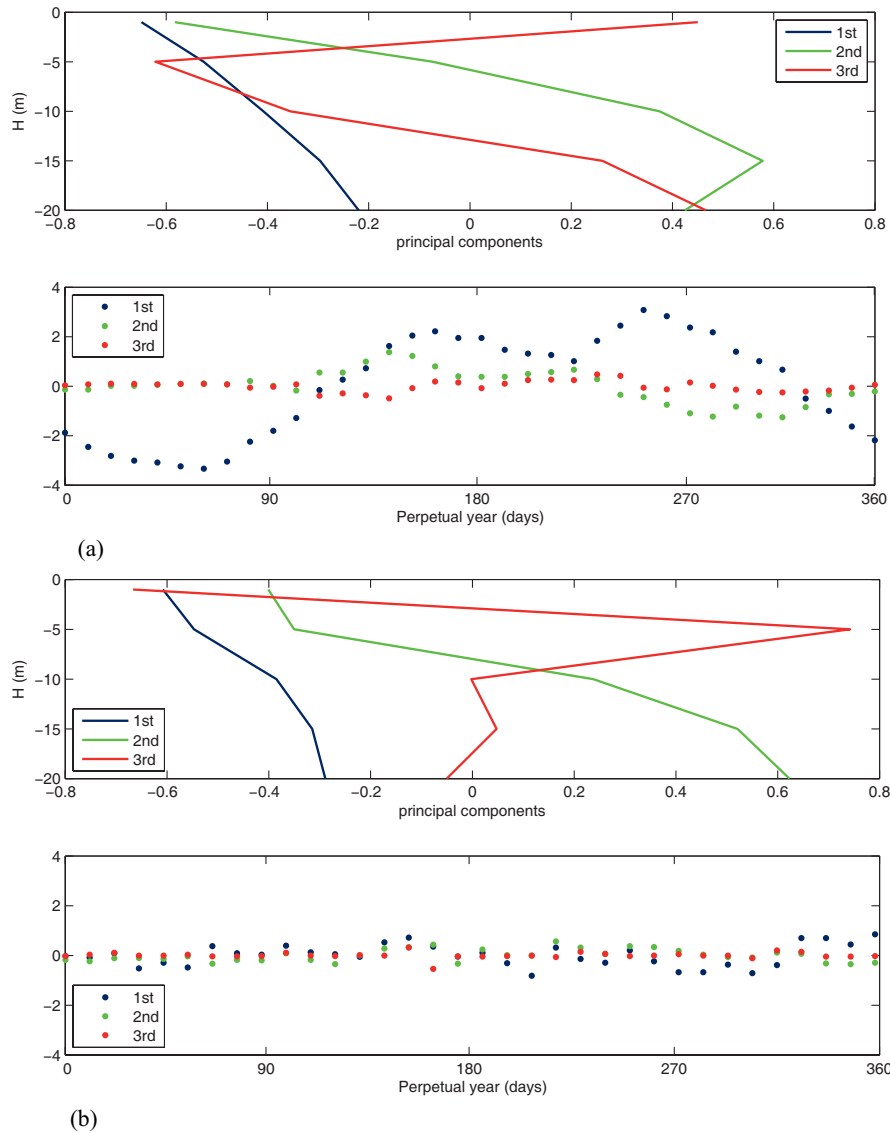 0
−5
−10
−15
−20
H (m)
1st
2nd
3rd
−0.8 −0.6 −0.4 −0.2 0 0.2 0.4 0.6 0.8
principal components
4
2
0
−2
−4
1st
2nd
3rd
0 90 180 270 360
Perpetual year (days)
(a)
0
−5
−10
−15
−20
H (m)
1st
2nd
3rd
−0.8 −0.6 −0.4 −0.2 0 0.2 0.4 0.6 0.8
principal components
4
2
0
−2
−4
1st
2nd
3rd
0 90 180 270 360
Perpetual year (days)
(b)